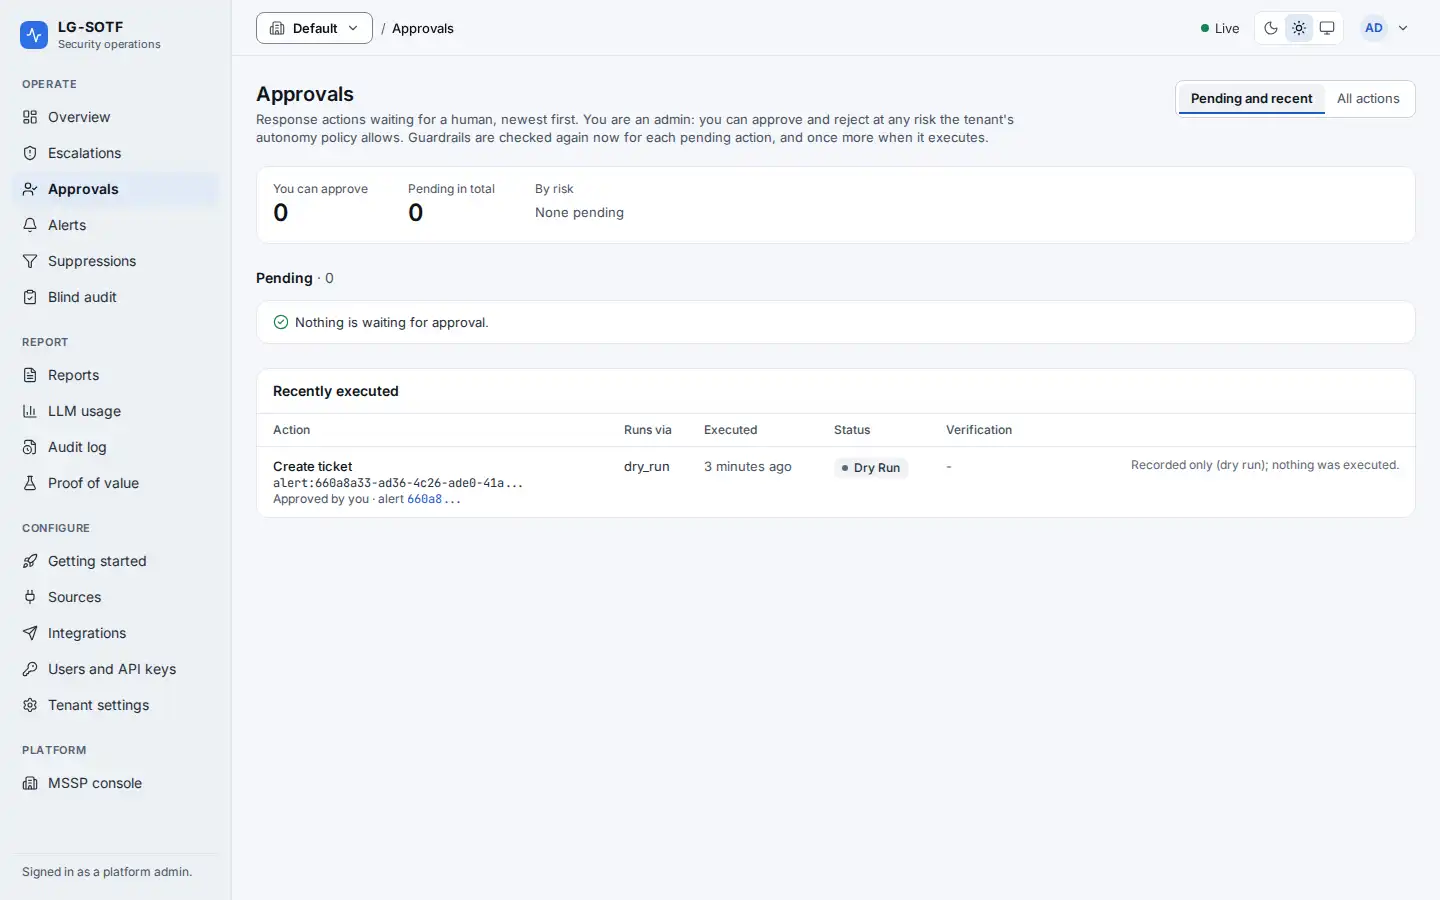 LG-SOTF
Security operations
OPERATE
Overview
Escalations
Approvals
Alerts
Suppressions
Blind audit
REPORT
Reports
LLM usage
Audit log
Proof of value
CONFIGURE
Getting started
Sources
Integrations
Users and API keys
Tenant settings
PLATFORM
MSSP console
Signed in as a platform admin.
Default / Approvals
Live
AD
Approvals
Response actions waiting for a human, newest first. You are an admin: you can approve and reject at any risk the tenant's
autonomy policy allows. Guardrails are checked again now for each pending action, and once more when it executes.
Pending and recent All actions
You can approve Pending in total By risk
0 0 None pending
Pending · 0
Nothing is waiting for approval.
Recently executed
Action Runs via Executed Status Verification
Create ticket dry_run 3 minutes ago Dry Run - Recorded only (dry run); nothing was executed.
alert:660a8a33-ad36-4c26-ade0-41a...
Approved by you · alert 660a8...